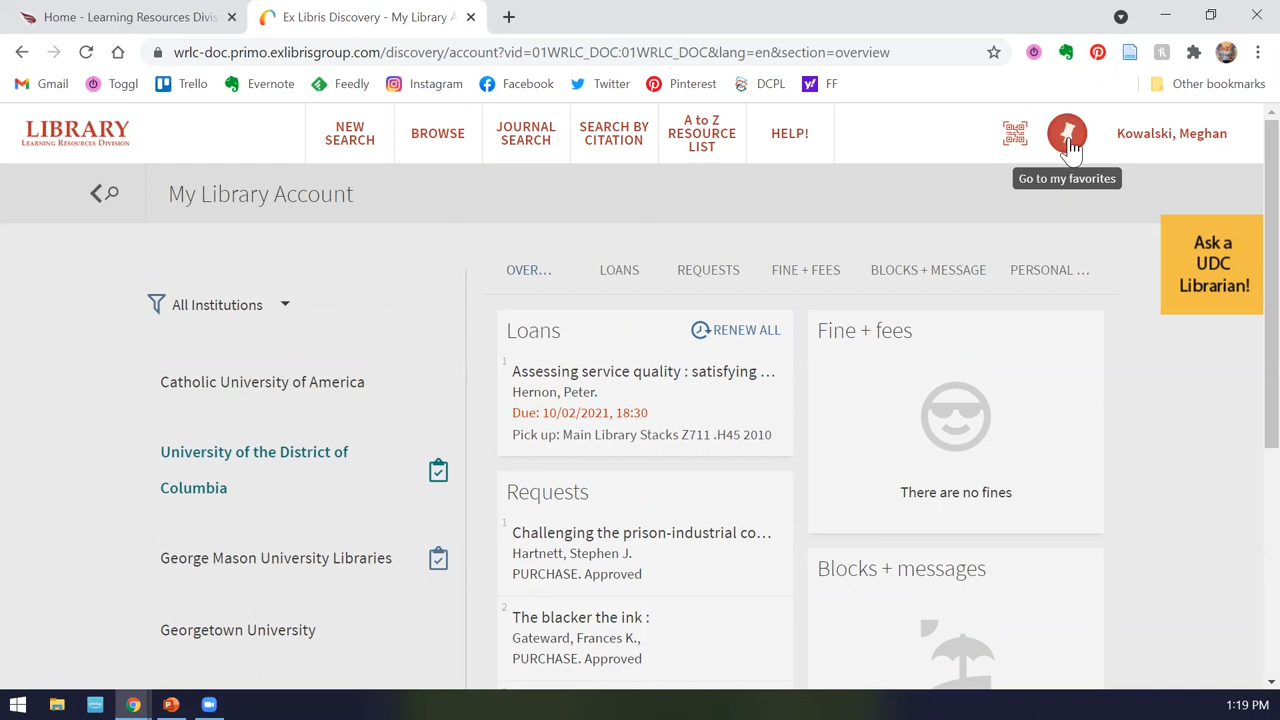 Home - Learning Resources Divis
Ex Libris Discovery - My Library A
wrlc-doc.primo.exlibrisgroup.com/discovery/account?vid=01WRLC_DOC:01WRLC_DOC&lang=en&section=overview
Gmail
Toggl
Trello
Evernote
Feedly
Instagram
Facebook
Twitter
Pinterest
DCPL
FF
Other bookmarks
LIBRARY
LEARNING RESOURCES DIVISION
NEW
SEARCH
BROWSE
JOURNAL
SEARCH
SEARCH BY
CITATION
A to Z
RESOURCE
LIST
HELP!
Kowalski, Meghan
Go to my favorites
My Library Account
Ask a
UDC
Librarian!
All Institutions
Catholic University of America
University of the District of
Columbia
George Mason University Libraries
Georgetown University
OVER...
LOANS
REQUESTS
FINE + FEES
BLOCKS + MESSAGE
PERSONAL ...
Loans
RENEW ALL
1
Assessing service quality : satisfying ...
Hernon, Peter.
Due: 10/02/2021, 18:30
Pick up: Main Library Stacks Z711 .H45 2010
Requests
1
Challenging the prison-industrial co...
Hartnett, Stephen J.
PURCHASE. Approved
2
The blacker the ink :
Gateward, Frances K.,
PURCHASE. Approved
Fine + fees
There are no fines
Blocks + messages
1:19 PM